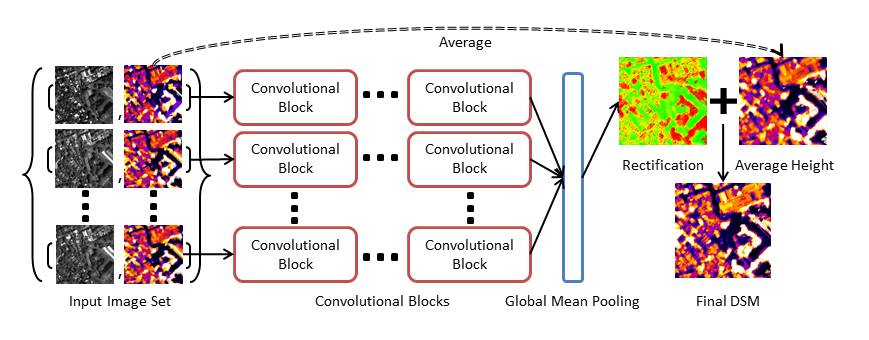 Average
Convolutional
Block
Convolutional
Block
Convolutional
Block
Convolutional
Block
Convolutional
Block
Convolutional
Block
,
,
,
Rectification
Average Height
Input Image Set
Convolutional Blocks
Global Mean Pooling
Final DSM